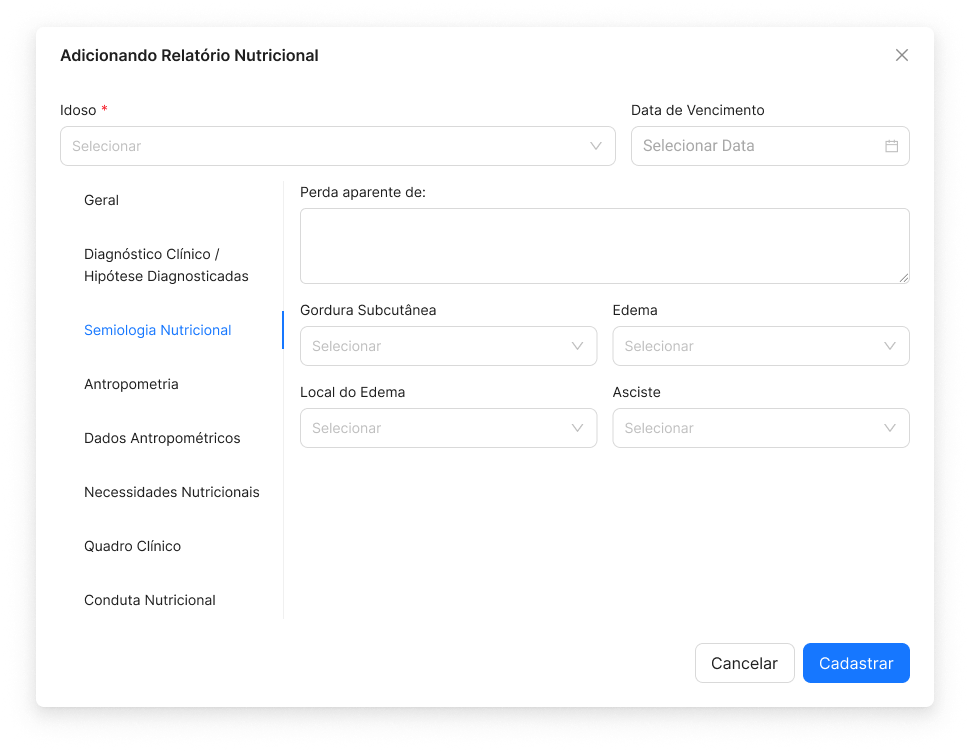 Adicionando Relatório Nutricional
Idoso *
Data de Vencimento
Selecionar
Selecionar Data
Geral
Diagnóstico Clínico /
Hipótese Diagnosticadas
Semiologia Nutricional
Antropometria
Dados Antropométricos
Necessidades Nutricionais
Quadro Clínico
Conduta Nutricional
Perda aparente de:
Gordura Subcutânea
Edema
Selecionar
Selecionar
Local do Edema
Asciste
Selecionar
Selecionar
Cancelar
Cadastrar